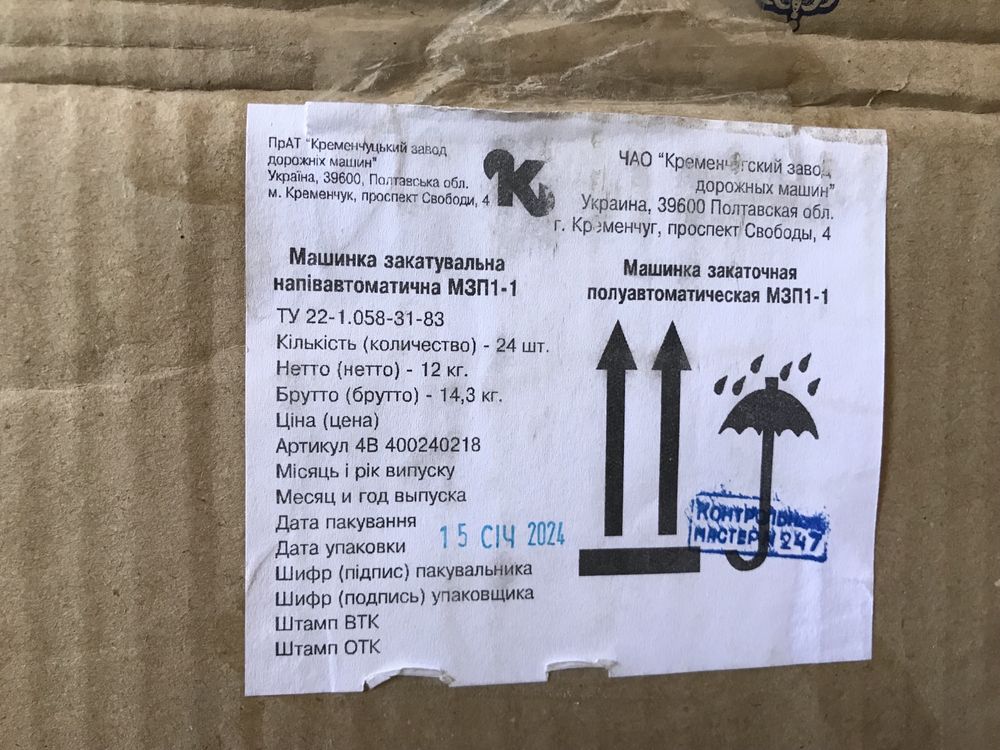 ПрАТ "Кременчуцький завод
дорожніх машин"
Україна, 39600, Полтавська обл.
м. Кременчук, проспект Свободи, 4
К
ЧАО "Кременчугский завод
дорожных машин"
Украина, 39600 Полтавская обл.
г. Кременчуг, проспект Свободы, 4
Машинка закатувальна
напівавтоматична МЗП1-1
ТУ 22-1.058-31-83
Кількість (количество) - 24 шт.
Нетто (нетто) - 12 кг.
Брутто (брутто) - 14,3 кг.
Ціна (цена)
Артикул 4В 400240218
Місяць і рік випуску
Месяц и год выпуска
Дата пакування
Дата упаковки
15 СІЧ 2024
Шифр (підпис) пакувальника
Шифр (подпись) упаковщика
Штамп ВТК
Штамп ОТК
Машинка закаточная
полуавтоматическая МЗП1-1
МАСТЕР 247